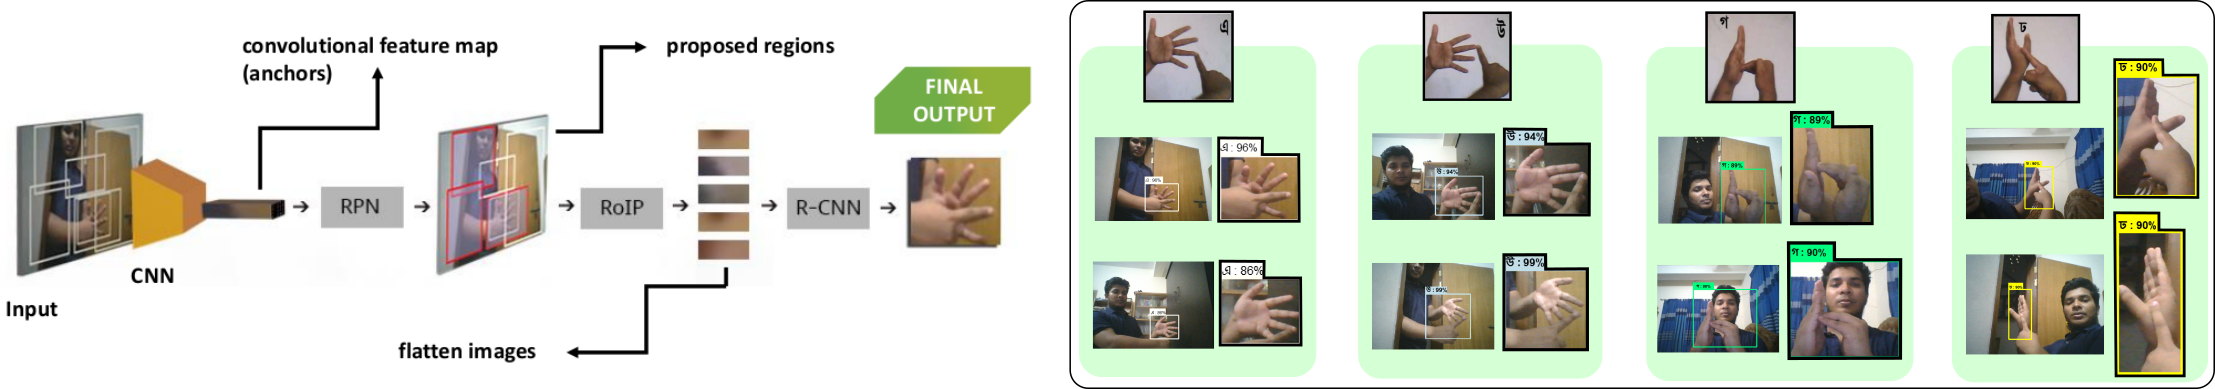 convolutional feature map
(anchors)
proposed regions
FINAL
OUTPUT
RPN
RoIP
R-CNN
CNN
Input
flatten images
এ
গ
ঢ
এ : 96%
উ : 94%
গ : 89%
ঢ : 90%
এ : 86%
উ : 99%
গ : 90%
ঢ : 90%